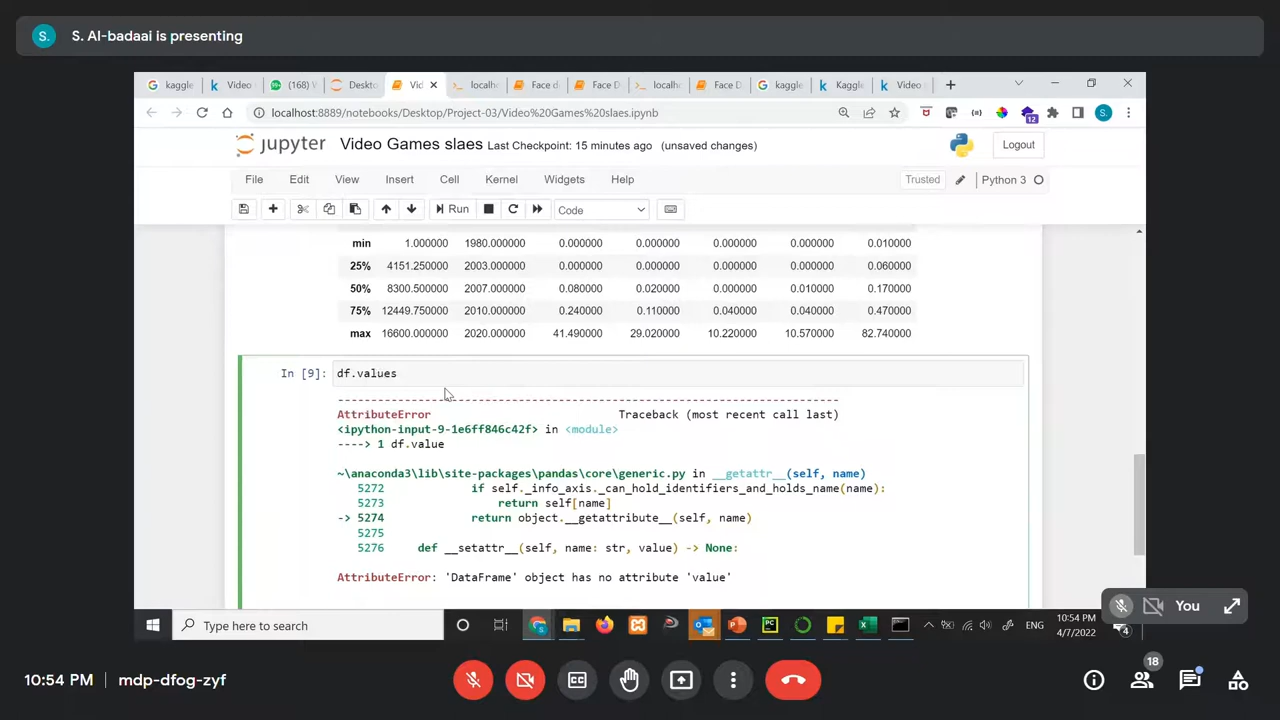 S. S. Al-badaai is presenting
kaggle Video (168) V Deskto Vid localh Face d Face D localh Face D kaggle Kaggl Video
localhost:8889/notebooks/Desktop/Project-03/Video%20Games%20slaes.ipynb 12 S
jupyter Video Games slaes Last Checkpoint: 15 minutes ago (unsaved changes) Logout
File Edit View Insert Cell Kernel Widgets Help Trusted Python 3
Run Code
min 1.000000 1980.000000 0.000000 0.000000 0.000000 0.000000 0.010000
25% 4151.250000 2003.000000 0.000000 0.000000 0.000000 0.000000 0.060000
50% 8300.500000 2007.000000 0.080000 0.020000 0.000000 0.010000 0.170000
75% 12449.750000 2010.000000 0.240000 0.110000 0.040000 0.040000 0.470000
max 16600.000000 2020.000000 41.490000 29.020000 10.220000 10.570000 82.740000
In [9]: df.values
---------------------------------------------------------------------------
AttributeError Traceback (most recent call last)
<ipython-input-9-1e6ff846c42f> in <module>
----> 1 df.value
~\anaconda3\lib\site-packages\pandas\core\generic.py in __getattr__(self, name)
5272 if self._info_axis._can_hold_identifiers_and_holds_name(name):
5273 return self[name]
-> 5274 return object.__getattribute__(self, name)
5275
5276 def __setattr__(self, name: str, value) -> None:
AttributeError: 'DataFrame' object has no attribute 'value'
You
Type here to search ENG 10:54 PM
4/7/2022 4
10:54 PM mdp-dfog-zyf 18